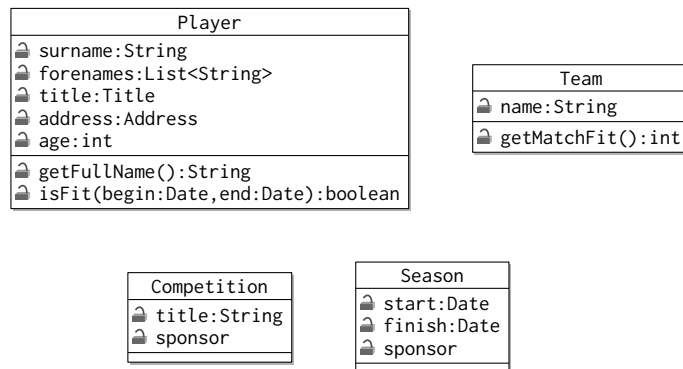 Player
surname:String
forenames:List<String>
title:Title
address:Address
age:int
getFullName():String
isFit(begin:Date,end:Date):boolean
Team
name:String
getMatchFit():int
Competition
title:String
sponsor
Season
start:Date
finish:Date
sponsor